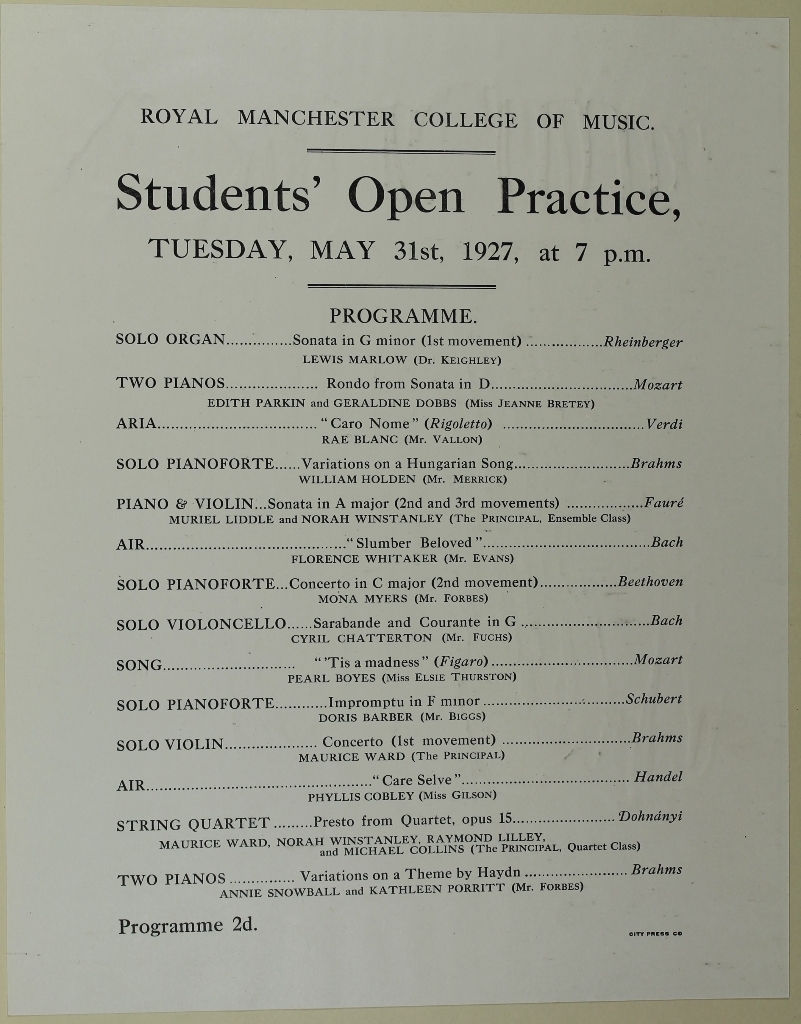 ROYAL MANCHESTER COLLEGE OF MUSIC.
Students' Open Practice,
TUESDAY, MAY 31st, 1927, at 7 p.m.
PROGRAMME.
SOLO ORGAN...............Sonata in G minor (1st movement) ..................Rheinberger
LEWIS MARLOW (Dr. KEIGHLEY)
TWO PIANOS..................... Rondo from Sonata in D................................Mozart
EDITH PARKIN and GERALDINE DOBBS (Miss JEANNE BRETEY)
ARIA.................................... "Caro Nome" (Rigoletto) ................................Verdi
RAE BLANC (Mr. VALLON)
SOLO PIANOFORTE......Variations on a Hungarian Song..........................Brahms
WILLIAM HOLDEN (Mr. MERRICK)
PIANO & VIOLIN...Sonata in A major (2nd and 3rd movements) ..................Fauré
MURIEL LIDDLE and NORAH WINSTANLEY (The PRINCIPAL, Ensemble Class)
AIR............................................."Slumber Beloved"......................................Bach
FLORENCE WHITAKER (Mr. EVANS)
SOLO PIANOFORTE...Concerto in C major (2nd movement)..................Beethoven
MONA MYERS (Mr. FORBES)
SOLO VIOLONCELLO......Sarabande and Courante in G .............................Bach
CYRIL CHATTERTON (Mr. FUCHS)
SONG.............................. "'Tis a madness" (Figaro)................................Mozart
PEARL BOYES (Miss ELSIE THURSTON)
SOLO PIANOFORTE............Impromptu in F minor................................Schubert
DORIS BARBER (Mr. BIGGS)
SOLO VIOLIN..................... Concerto (1st movement) .............................Brahms
MAURICE WARD (The PRINCIPAL)
AIR..................................................."Care Selve"...................................... Handel
PHYLLIS COBLEY (Miss GILSON)
STRING QUARTET .........Presto from Quartet, opus 15....................... Dohnányi
MAURICE WARD, NORAH WINSTANLEY, RAYMOND LILLEY,
and MICHAEL COLLINS (The PRINCIPAL, Quartet Class)
TWO PIANOS ............... Variations on a Theme by Haydn ....................... Brahms
ANNIE SNOWBALL and KATHLEEN PORRITT (Mr. FORBES)
Programme 2d.
CITY PRESS CO